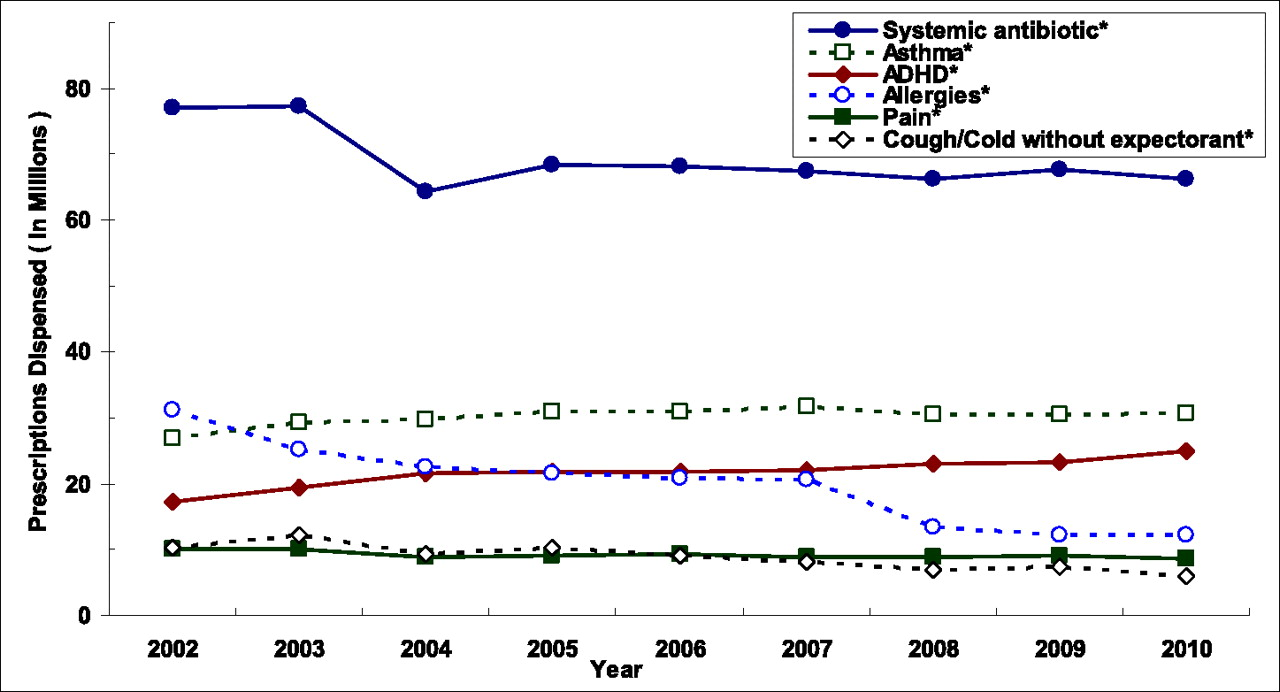 Systemic antibiotic*
Asthma*
ADHD*
Allergies*
Pain*
Cough/Cold without expectorant*
Prescriptions Dispensed ( In Millions )
80
60
40
20
0
2002 2003 2004 2005 2006 2007 2008 2009 2010
Year